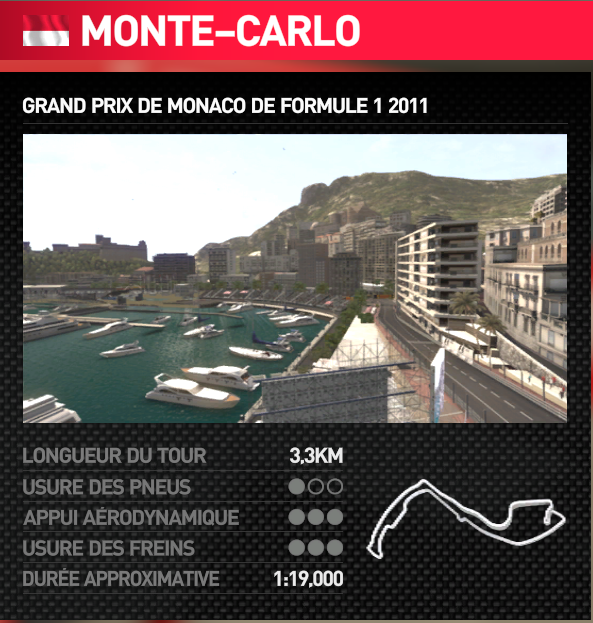 MONTE–CARLO
GRAND PRIX DE MONACO DE FORMULE 1 2011
LONGUEUR DU TOUR 3,3KM
USURE DES PNEUS
APPUI AÉRODYNAMIQUE
USURE DES FREINS
DURÉE APPROXIMATIVE 1:19,000